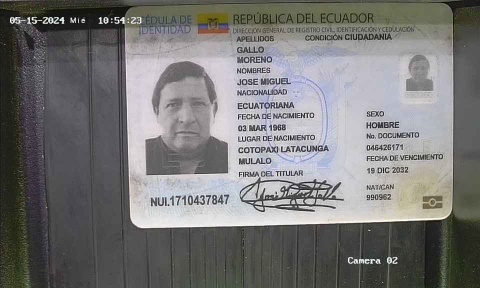 05-15-2024 Mié 10:54:23
CÉDULA DE IDENTIDAD
REPÚBLICA DEL ECUADOR
DIRECCIÓN GENERAL DE REGISTRO CIVIL, IDENTIFICACIÓN Y CEDULACIÓN
APELLIDOS CONDICIÓN CIUDADANÍA
GALLO
MORENO
NOMBRES
JOSE MIGUEL
NACIONALIDAD
ECUATORIANA
FECHA DE NACIMIENTO
03 MAR 1968
LUGAR DE NACIMIENTO
COTOPAXI LATACUNGA
MULALO
FIRMA DEL TITULAR
SEXO
HOMBRE
No. DOCUMENTO
046426171
FECHA DE VENCIMIENTO
19 DIC 2032
NAT/CAN
990962
NUI.1710437847
Camera 02